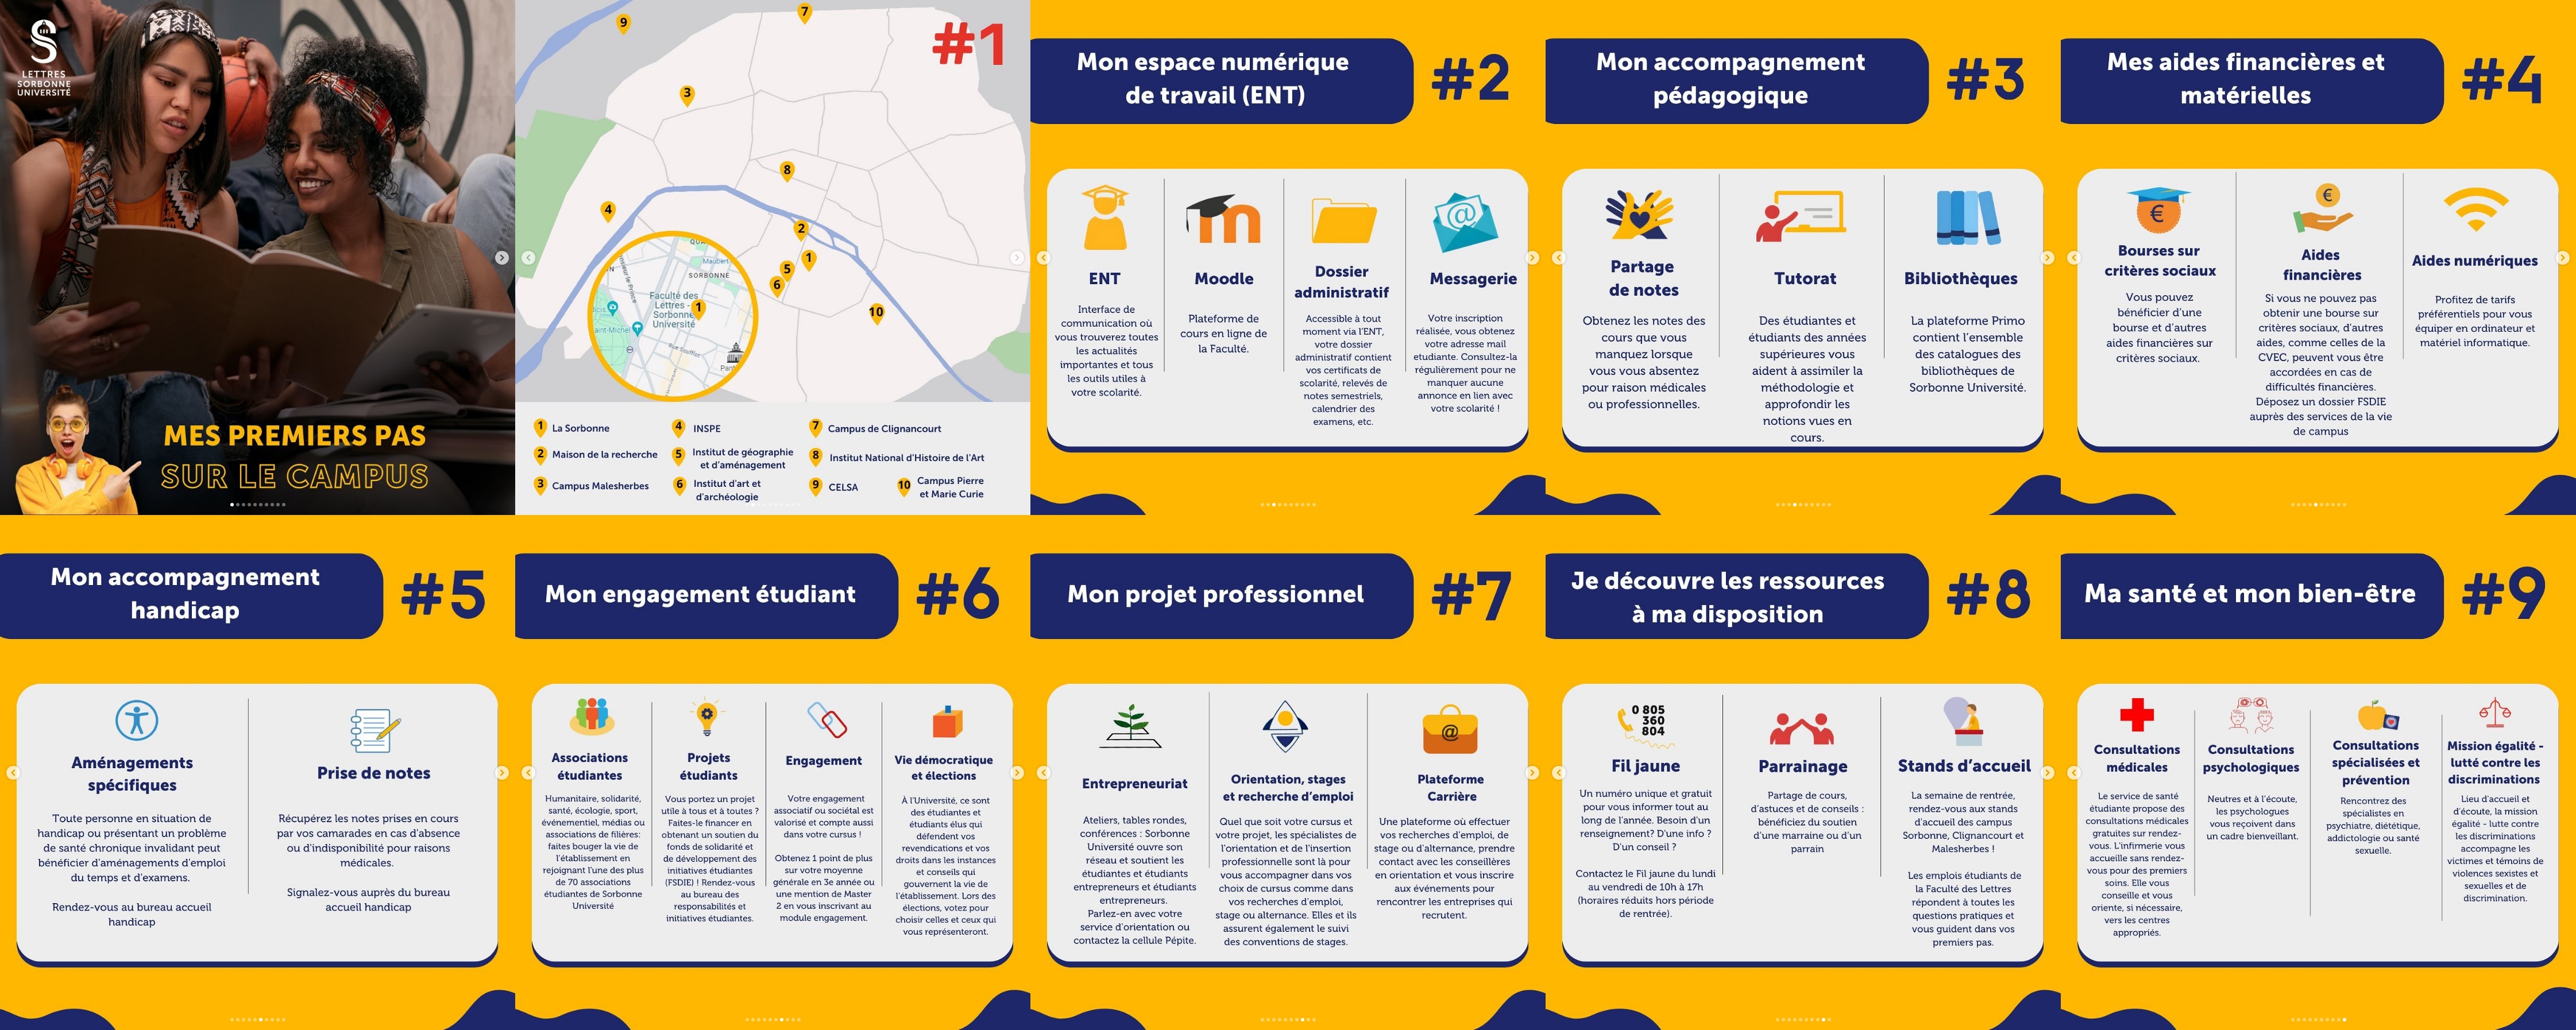 LETTRES
SORBONNE
UNIVERSITÉ
MES PREMIERS PAS
SUR LE CAMPUS
#1
9
7
3
8
4
2
1
5
6
10
Maubert
SORBONNE
Faculté des
Lettres -
Sorbonne
Université
1
aint-Michel
Rue Soufflot
1 La Sorbonne
2 Maison de la recherche
3 Campus Malesherbes
4 INSPE
5 Institut de géographie
et d'aménagement
6 Institut d'art et
d'archéologie
7 Campus de Clignancourt
8 Institut National d'Histoire de l'Art
9 CELSA
10 Campus Pierre
et Marie Curie
Mon espace numérique
de travail (ENT)
#2
ENT
Interface de
communication où
vous trouverez toutes
les actualités
importantes et tous
les outils utiles à
votre scolarité.
Moodle
Plateforme de
cours en ligne de
la Faculté.
Dossier
administratif
Accessible à tout
moment via l'ENT,
votre dossier
administratif contient
vos certificats de
scolarité, relevés de
notes semestriels,
calendrier des
examens, etc.
Messagerie
Votre inscription
réalisée, vous obtenez
votre adresse mail
etudiante. Consultez-la
régulièrement pour ne
manquer aucune
annonce en lien avec
votre scolarité !
Mon accompagnement
pédagogique
#3
Partage
de notes
Obtenez les notes des
cours que vous
manquez lorsque
vous vous absentez
pour raison médicales
ou professionnelles.
Tutorat
Des étudiantes et
étudiants des années
supérieures vous
aident à assimiler la
méthodologie et
approfondir les
notions vues en
cours.
Bibliothèques
La plateforme Primo
contient l'ensemble
des catalogues des
bibliothèques de
Sorbonne Université.
Mes aides financières et
matérielles
#4
Bourses sur
critères sociaux
Vous pouvez
bénéficier d'une
bourse et d'autres
aides financières sur
critères sociaux.
Aides
financières
Si vous ne pouvez pas
obtenir une bourse sur
critères sociaux, d'autres
aides, comme celles de la
CVEC, peuvent vous être
accordées en cas de
difficultés financières.
Déposez un dossier FSDIE
auprès des services de la vie
de campus
Aides numériques
Profitez de tarifs
préférentiels pour vous
équiper en ordinateur et
matériel informatique.
Mon accompagnement
handicap
#5
Aménagements
spécifiques
Toute personne en situation de
handicap ou présentant un problème
de santé chronique invalidant peut
bénéficier d'aménagements d'emploi
du temps et d'examens.
Rendez-vous au bureau accueil
handicap
Prise de notes
Récupérez les notes prises en cours
par vos camarades en cas d'absence
ou d'indisponibilité pour raisons
médicales.
Signalez-vous auprès du bureau
accueil handicap
Mon engagement étudiant
#6
Associations
étudiantes
Humanitaire, solidarité,
santé, écologie, sport,
événementiel, médias ou
associations de filières:
faites bouger la vie de
l'établissement en
rejoignant l'une des plus
de 70 associations
étudiantes de Sorbonne
Université
Projets
étudiants
Vous portez un projet
utile à tous et à toutes ?
Faites-le financer en
obtenant un soutien du
fonds de solidarité et
de développement des
initiatives étudiantes
(FSDIE) ! Rendez-vous
au bureau des
responsabilités et
initiatives étudiantes.
Engagement
Votre engagement
associatif ou sociétal est
valorisé et compte aussi
dans votre cursus !
Obtenez 1 point de plus
sur votre moyenne
générale en 3e année ou
une mention de Master
2 en vous inscrivant au
module engagement.
Vie démocratique
et élections
À l'Université, ce sont
des étudiantes et
étudiants élus qui
défendent vos
revendications et vos
droits dans les instances
et conseils qui
gouvernent la vie de
l'établissement. Lors des
élections, votez pour
choisir celles et ceux qui
vous représenteront.
Mon projet professionnel
#7
Entrepreneuriat
Ateliers, tables rondes,
conférences : Sorbonne
Université ouvre son
réseau et soutient les
étudiantes et étudiants
entrepreneurs et étudiants
entrepreneurs.
Parlez-en avec votre
service d'orientation ou
contactez la cellule Pépite.
Orientation, stages
et recherche d'emploi
Quel que soit votre cursus et
votre projet, les spécialistes de
l'orientation et de l'insertion
professionnelle sont là pour
vous accompagner dans vos
choix de cursus comme dans
vos recherches d'emploi,
stage ou alternance. Elles et ils
assurent également le suivi
des conventions de stages.
Plateforme
Carrière
Une plateforme où effectuer
vos recherches d'emploi, de
stage ou d'alternance, prendre
contact avec les conseillères
en orientation et vous inscrire
aux événements pour
rencontrer les entreprises qui
recrutent.
Je découvre les ressources
à ma disposition
#8
0 805
360
804
Fil jaune
Un numéro unique et gratuit
pour vous informer tout au
long de l'année. Besoin d'un
renseignement? D'une info ?
D'un conseil ?
Contactez le Fil jaune du lundi
au vendredi de 10h à 17h
(horaires réduits hors période
de rentrée).
Parrainage
Partage de cours,
d'astuces et de conseils :
bénéficiez du soutien
d'une marraine ou d'un
parrain
Stands d'accueil
La semaine de rentrée,
rendez-vous aux stands
d'accueil des campus
Sorbonne, Clignancourt et
Malesherbes !
Les emplois étudiants de
la Faculté des Lettres
répondent à toutes les
questions pratiques et
vous guident dans vos
premiers pas.
Ma santé et mon bien-être
#9
Consultations
médicales
Le service de santé
étudiante propose des
consultations médicales
gratuites sur rendez-
vous. L'infirmerie vous
accueille sans rendez-
vous pour des premiers
soins. Elle vous
conseille et vous
oriente, si nécessaire,
vers les centres
appropriés.
Consultations
psychologiques
Neutres et à l'écoute,
les psychologues
vous reçoivent dans
un cadre bienveillant.
Consultations
spécialisées et
prévention
Rencontrez des
spécialistes en
psychiatre, diététique,
addictologie ou santé
sexuelle.
Mission égalité -
lutté contre les
discriminations
Lieu d'accueil et
d'écoute, la mission
égalité - lutte contre
les discriminations
accompagne les
victimes et témoins de
violences sexistes et
sexuelles et de
discrimination.